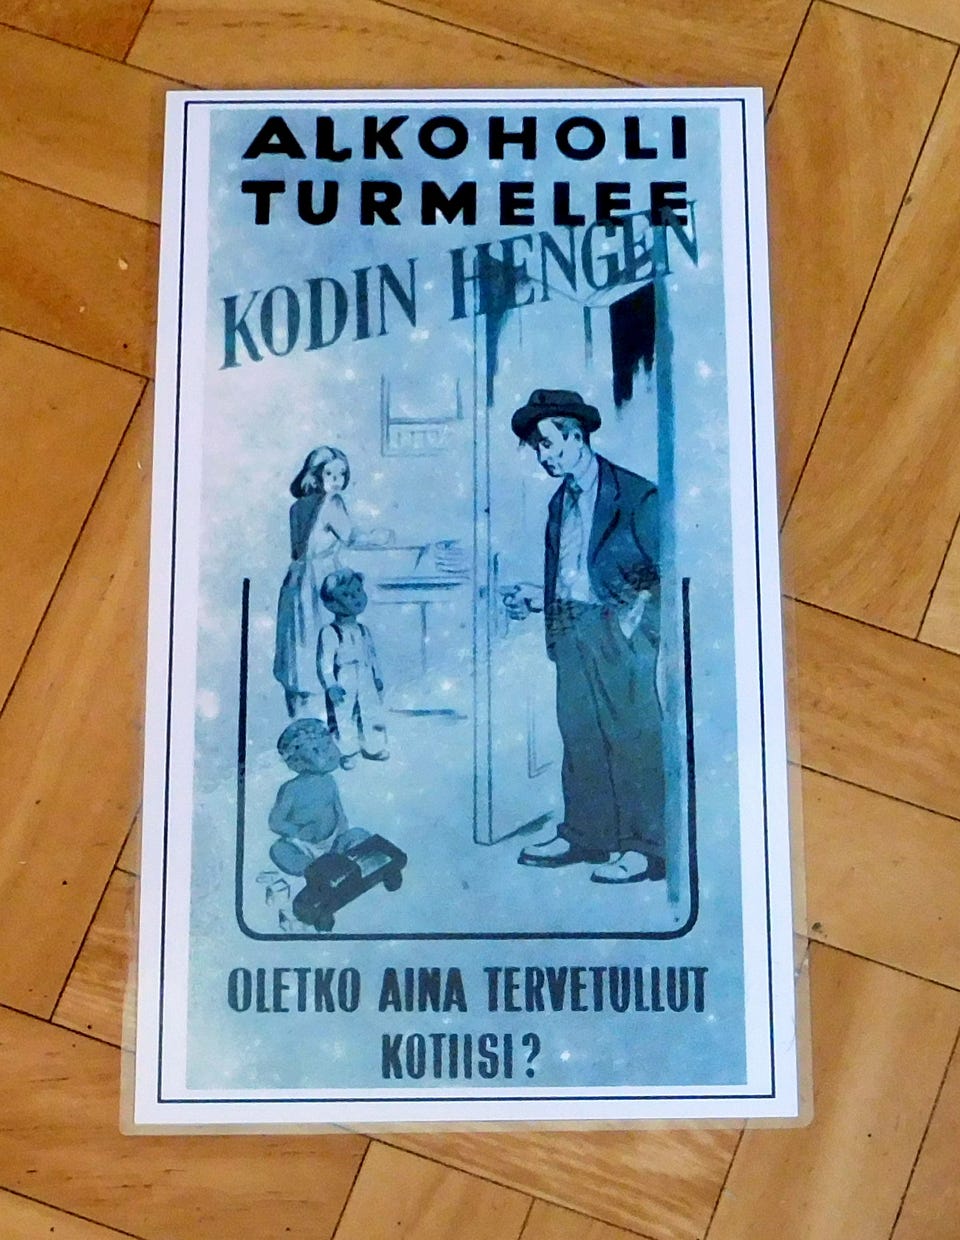 ALKOHOLI
TURMELEE
KODIN HENGEN
OLETKO AINA TERVETULLUT
KOTIISI?